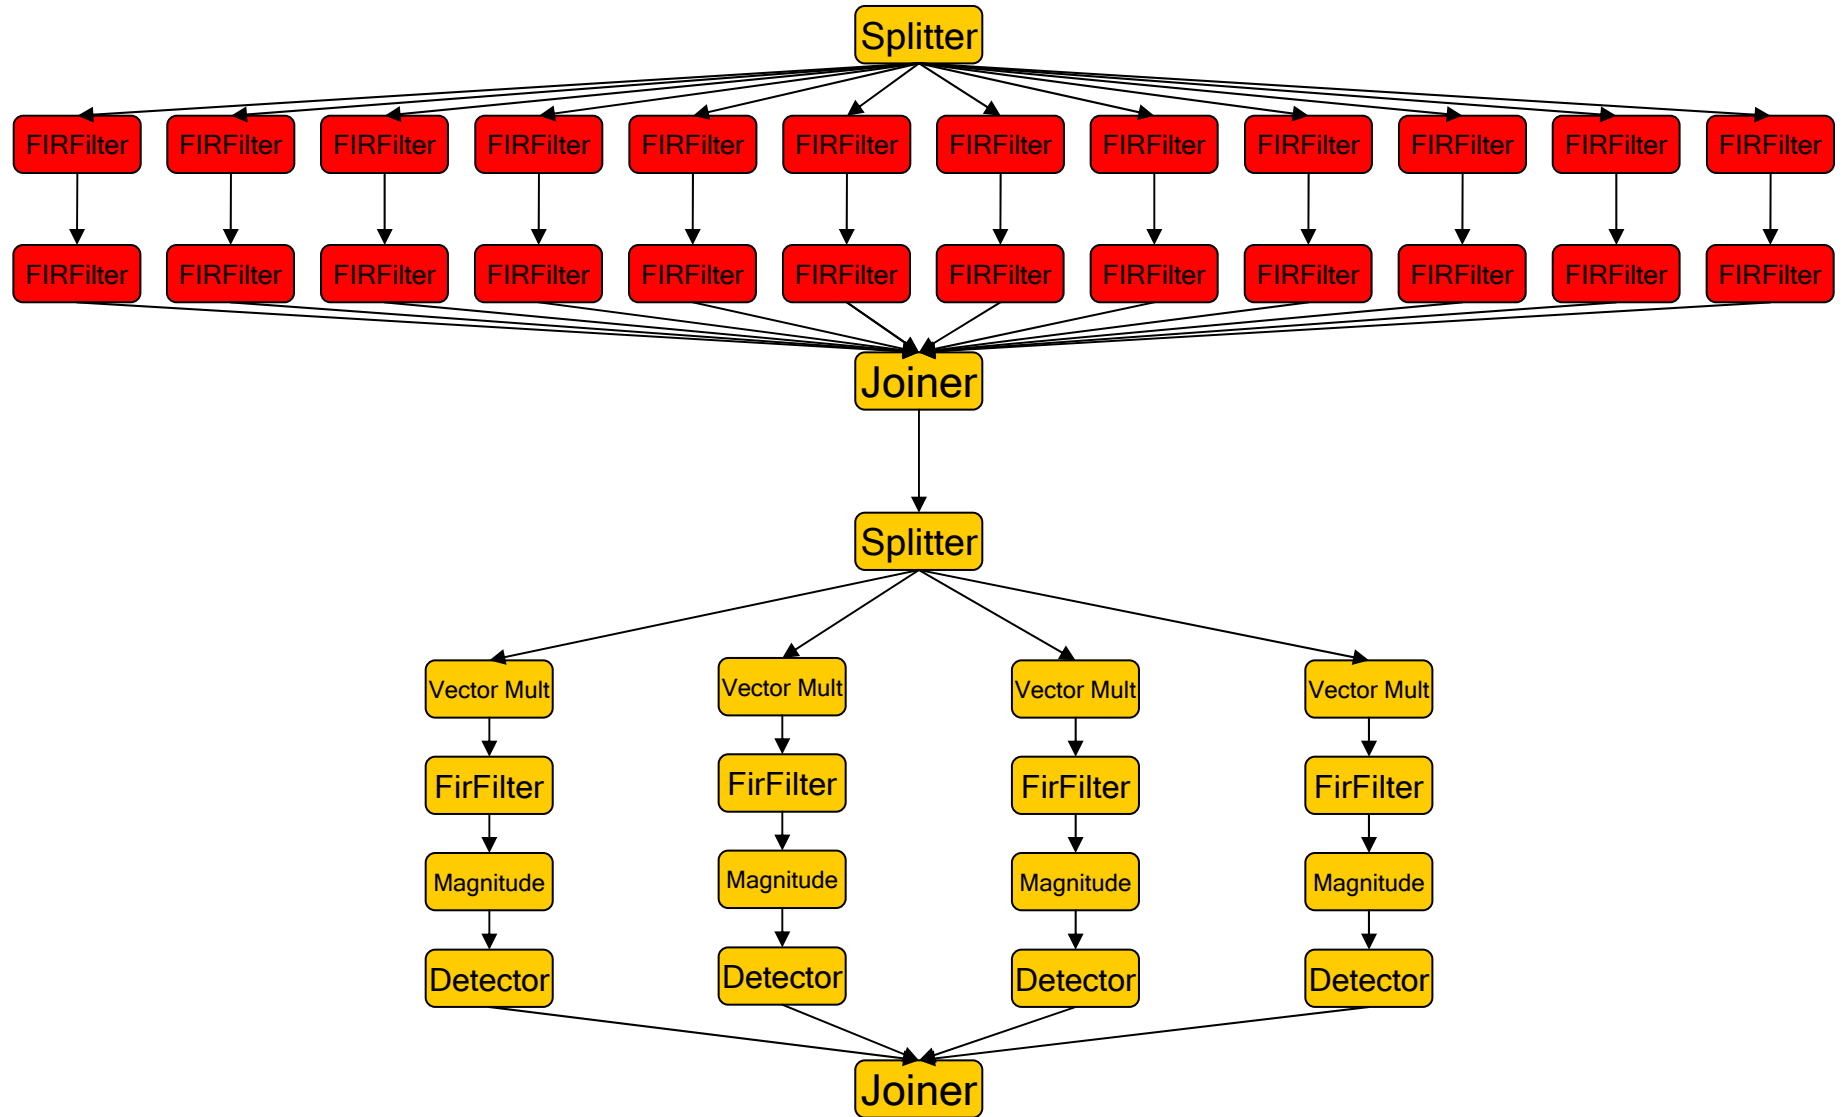 Splitter
FIRFilter FIRFilter FIRFilter FIRFilter FIRFilter FIRFilter FIRFilter FIRFilter FIRFilter FIRFilter FIRFilter FIRFilter
FIRFilter FIRFilter FIRFilter FIRFilter FIRFilter FIRFilter FIRFilter FIRFilter FIRFilter FIRFilter FIRFilter FIRFilter
Joiner
Splitter
Vector Mult Vector Mult Vector Mult Vector Mult
FirFilter FirFilter FirFilter FirFilter
Magnitude Magnitude Magnitude Magnitude
Detector Detector Detector Detector
Joiner